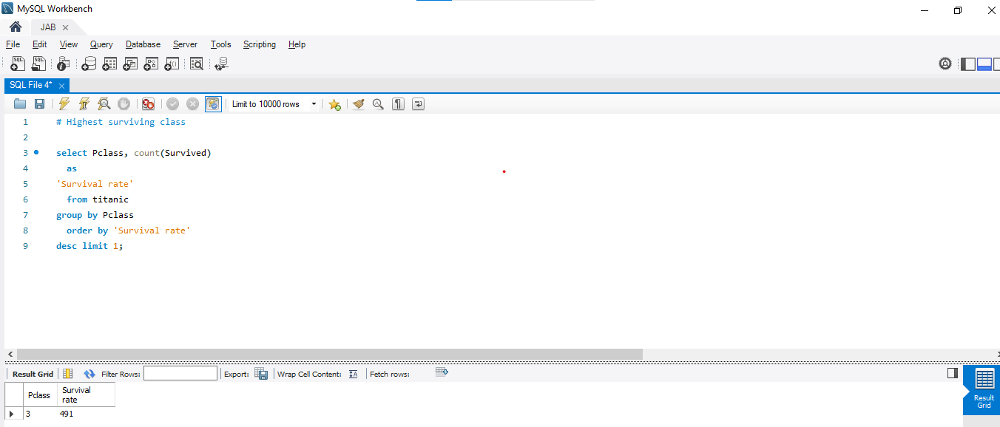 MySQL Workbench
JAB
File Edit View Query Database Server Tools Scripting Help
SQL File 4*
Limit to 10000 rows
1 # Highest surviving class
2
3 select Pclass, count(Survived)
4 as
5 'Survival rate'
6 from titanic
7 group by Pclass
8 order by 'Survival rate'
9 desc limit 1;
Result Grid Filter Rows: Export: Wrap Cell Content: Fetch rows:
Pclass Survival
rate
3 491
Result
Grid